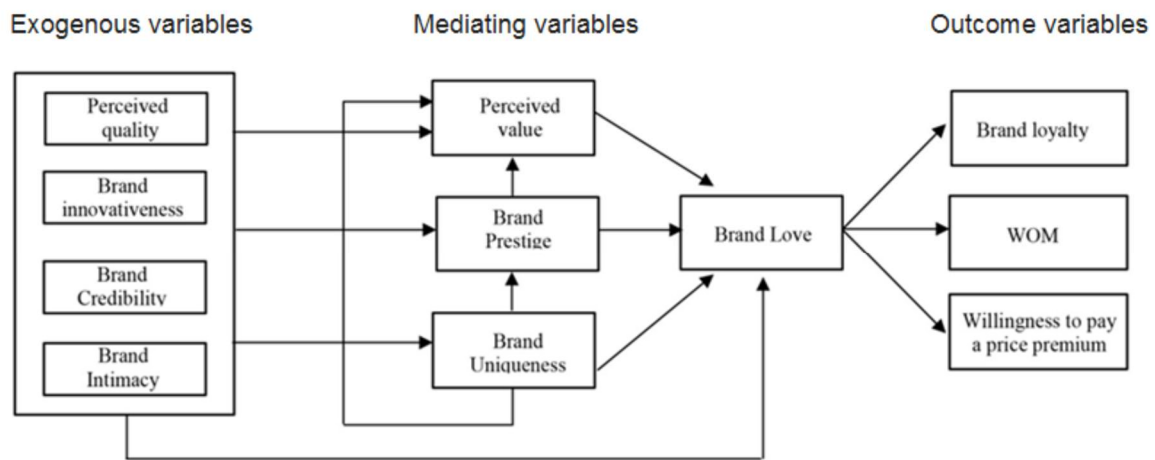 Exogenous variables
Mediating variables
Outcome variables
Perceived
quality
Brand
innovativeness
Brand
Credibility
Brand
Intimacy
Perceived
value
Brand
Prestige
Brand
Uniqueness
Brand Love
Brand loyalty
WOM
Willingness to pay
a price premium